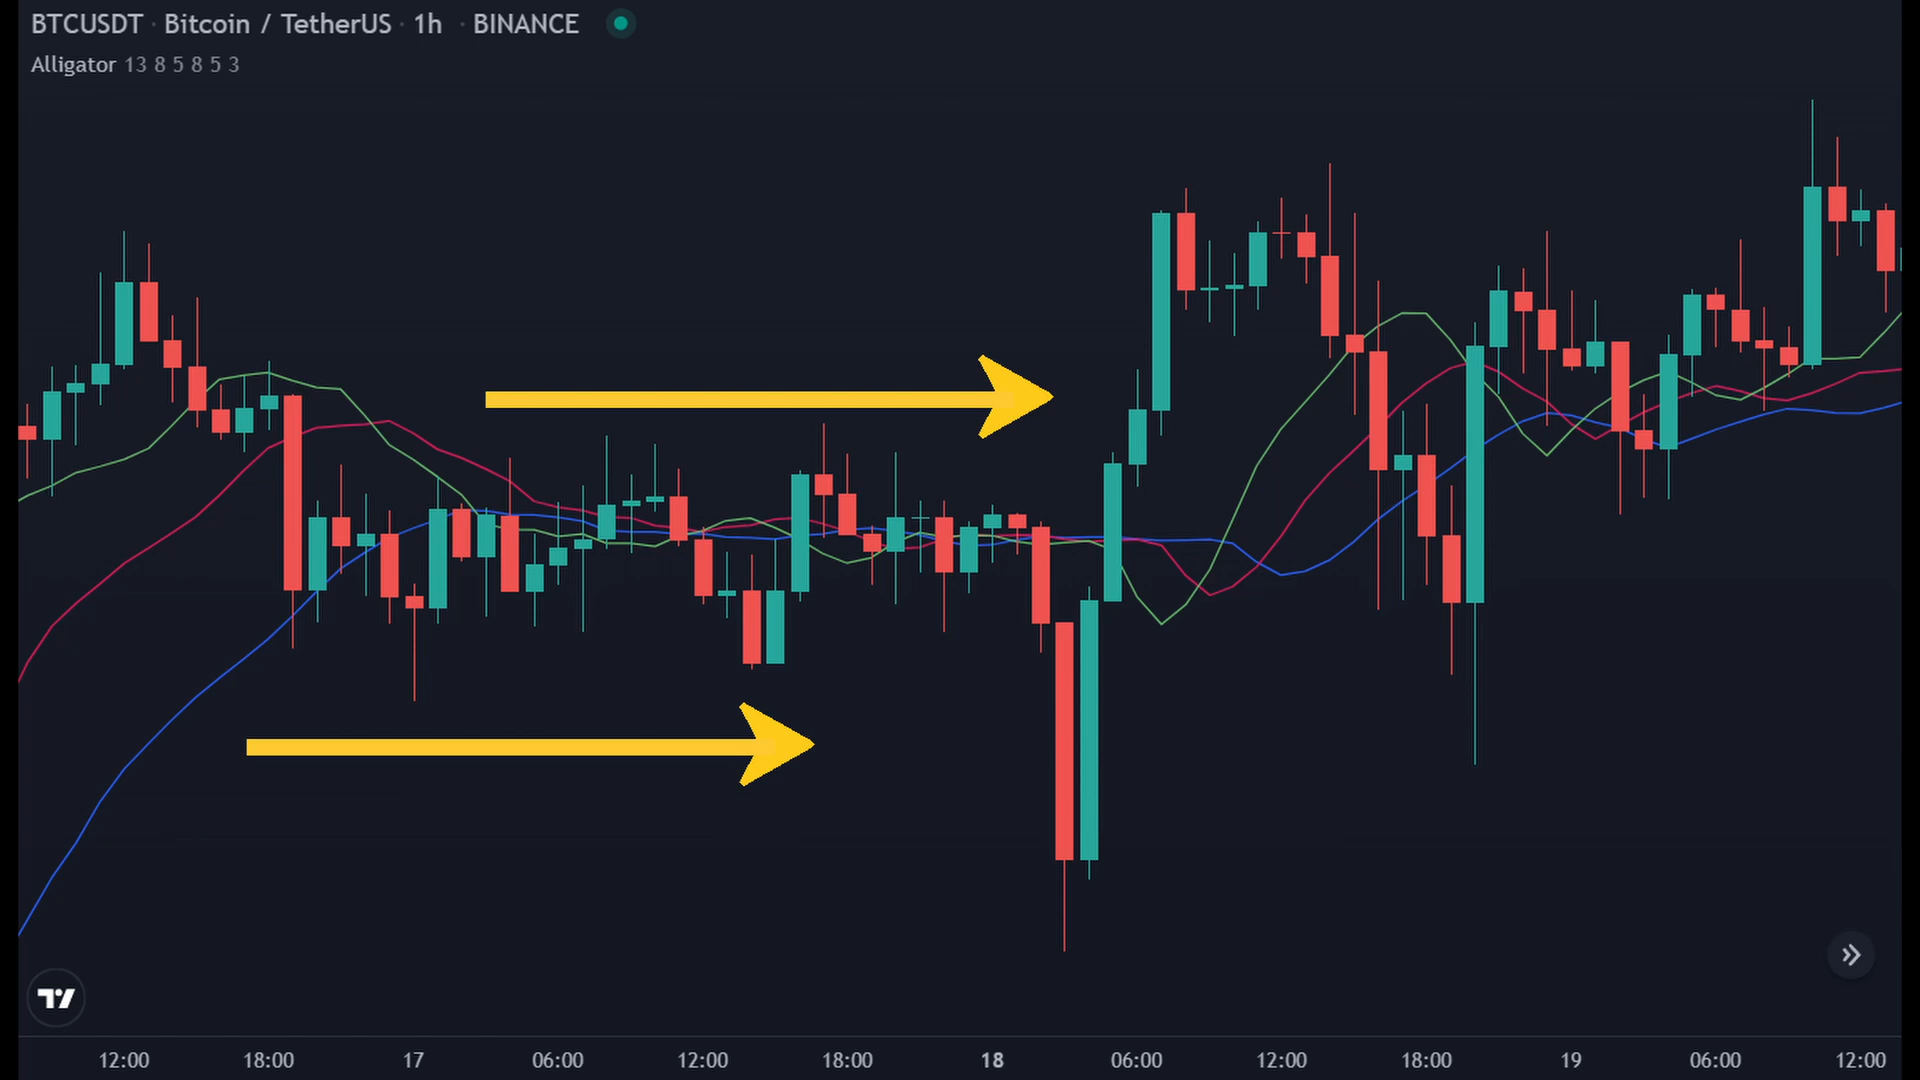 BTCUSDT · Bitcoin / TetherUS · 1h · BINANCE
Alligator 13 8 5 8 5 3
12:00 18:00 17 06:00 12:00 18:00 18 06:00 12:00 18:00 19 06:00 12:00